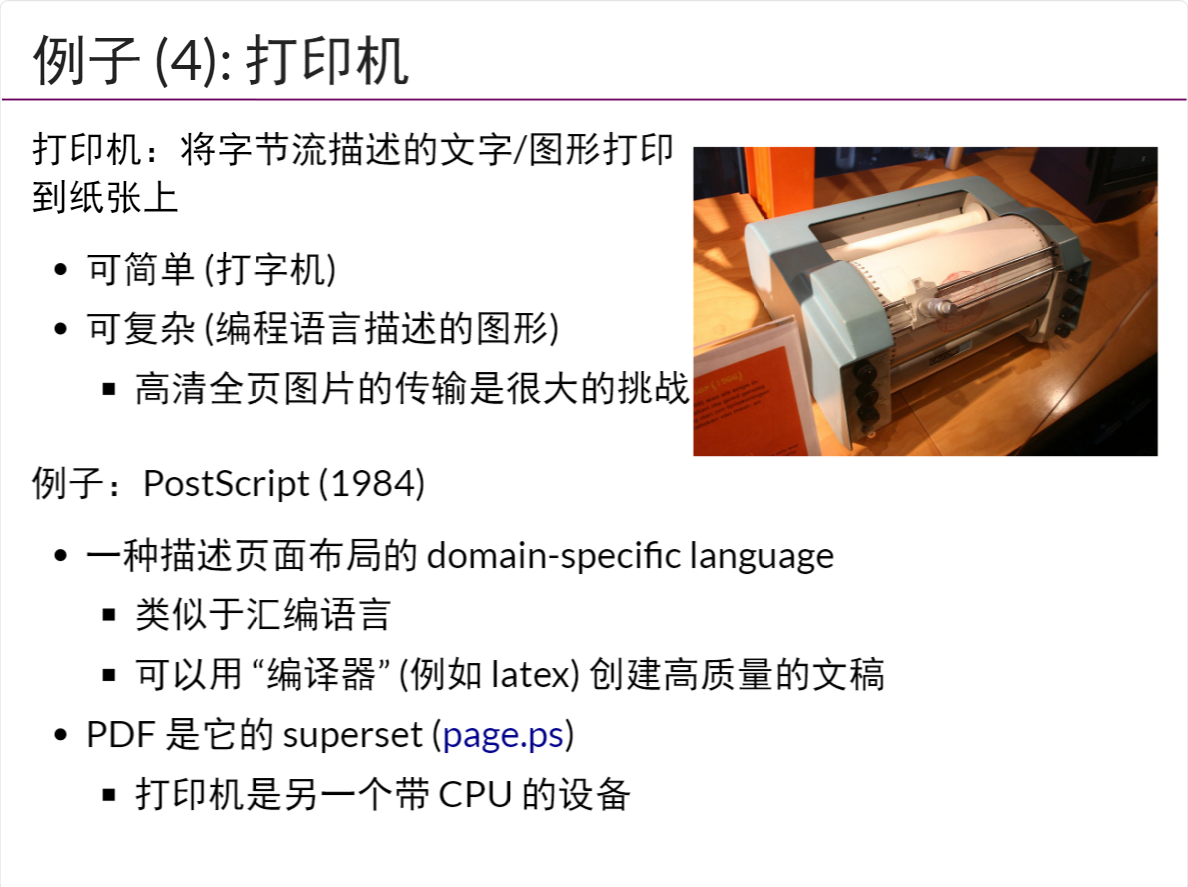 例子 (4): 打印机
打印机：将字节流描述的文字/图形打印
到纸张上
• 可简单 (打字机)
• 可复杂 (编程语言描述的图形)
▪ 高清全页图片的传输是很大的挑战
例子：PostScript (1984)
• 一种描述页面布局的 domain-specific language
▪ 类似于汇编语言
▪ 可以用 “编译器” (例如 latex) 创建高质量的文稿
• PDF 是它的 superset (page.ps)
▪ 打印机是另一个带 CPU 的设备